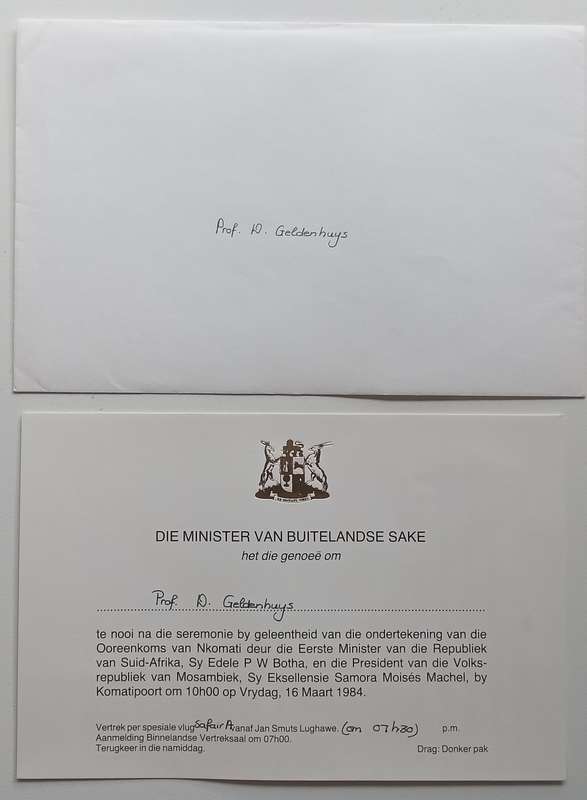 Prof. D. Geldenhuys
DIE MINISTER VAN BUITELANDSE SAKE
het die genoeë om
Prof. D. Geldenhuys
te nooi na die seremonie by geleentheid van die ondertekening van die
Ooreenkoms van Nkomati deur die Eerste Minister van die Republiek
van Suid-Afrika, Sy Edele P W Botha, en die President van die Volks-
republiek van Mosambiek, Sy Eksellensie Samora Moisés Machel, by
Komatipoort om 10h00 op Vrydag, 16 Maart 1984.
Vertrek per spesiale vlug Safair A vanaf Jan Smuts Lughawe. (om 07h30) p.m.
Aanmelding Binnelandse Vertreksaal om 07h00.
Terugkeer in die namiddag. Drag: Donker pak